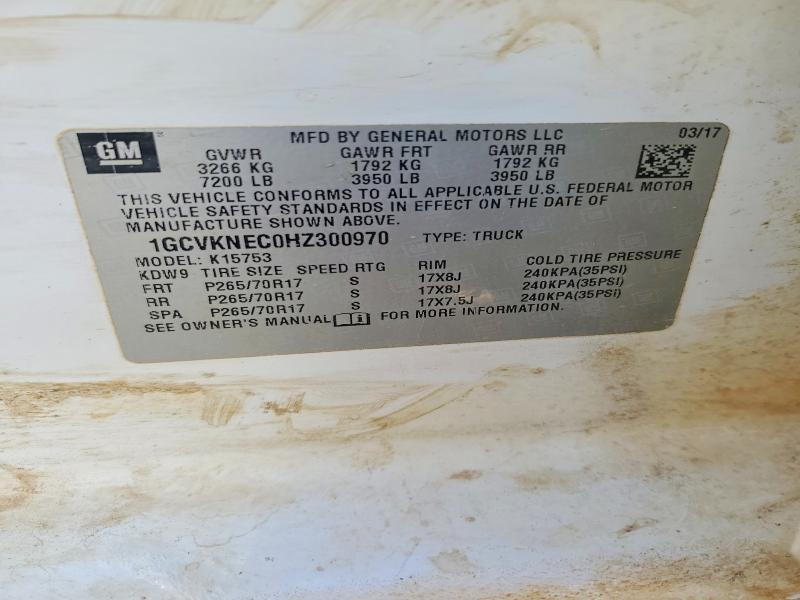 GM
MFD BY GENERAL MOTORS LLC 03/17
GVWR GAWR FRT GAWR RR
3266 KG 1792 KG 1792 KG
7200 LB 3950 LB 3950 LB
THIS VEHICLE CONFORMS TO ALL APPLICABLE U.S. FEDERAL MOTOR
VEHICLE SAFETY STANDARDS IN EFFECT ON THE DATE OF
MANUFACTURE SHOWN ABOVE.
1GCVKNEC0HZ300970 TYPE: TRUCK
MODEL: K15753
KDW9 TIRE SIZE SPEED RTG RIM COLD TIRE PRESSURE
FRT P265/70R17 S 17X8J 240KPA(35PSI)
RR P265/70R17 S 17X8J 240KPA(35PSI)
SPA P265/70R17 S 17X7.5J 240KPA(35PSI)
SEE OWNER'S MANUAL FOR MORE INFORMATION.